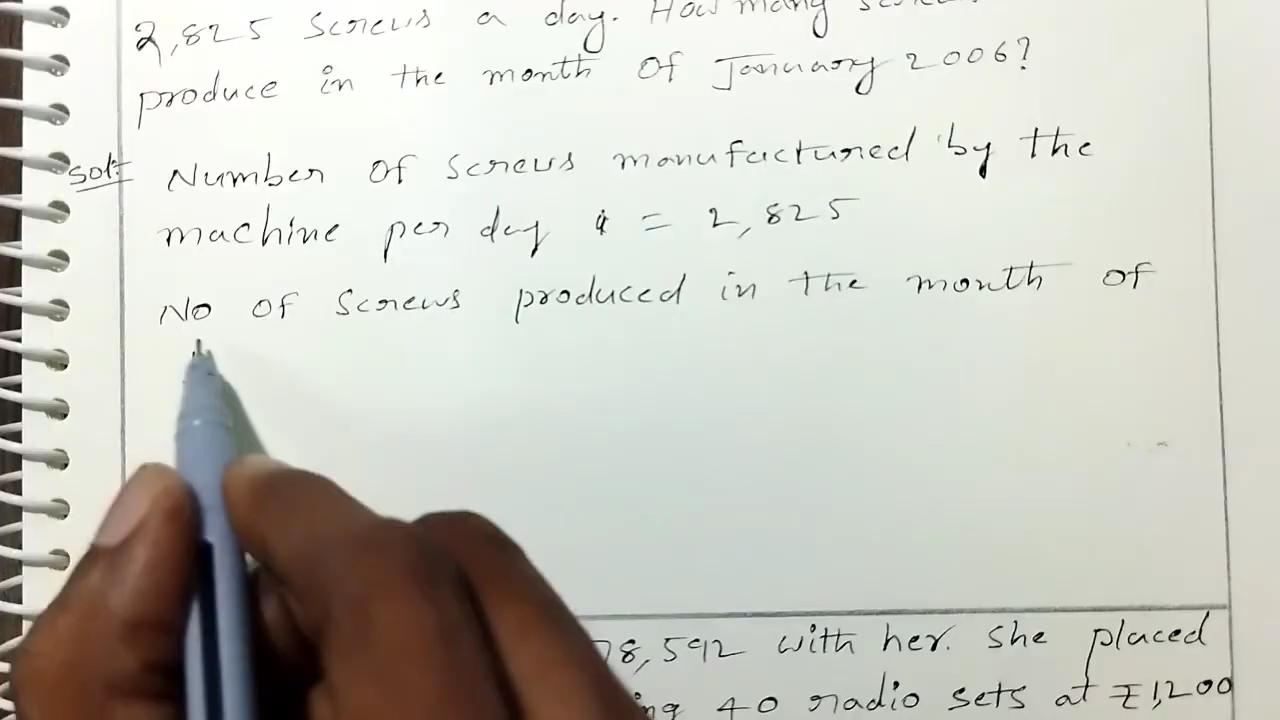 2,825 screws a day. How many
produce in the month of January 2006?
Sol:- Number of screws manufactured by the
machine per day = 2,825
No of screws produced in the month of
78,592 with her. She placed
40 radio sets at ₹1,200